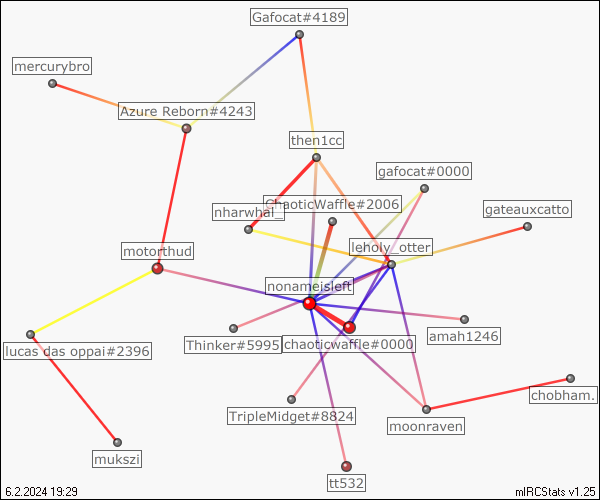 Gafocat#4189
mercurybro
Azure Reborn#4243
then1cc
gafocat#0000
ChaoticWaffle#2006
nharwhal_
gateauxcatto
leholy_otter
motorthud
nonameisleft
amah1246
Thinker#5995
chaoticwaffle#0000
lucas das oppai#2396
chobham.
TripleMidget#8824
moonraven
mukszi
tt532
6.2.2024 19:29
mIRCStats v1.25